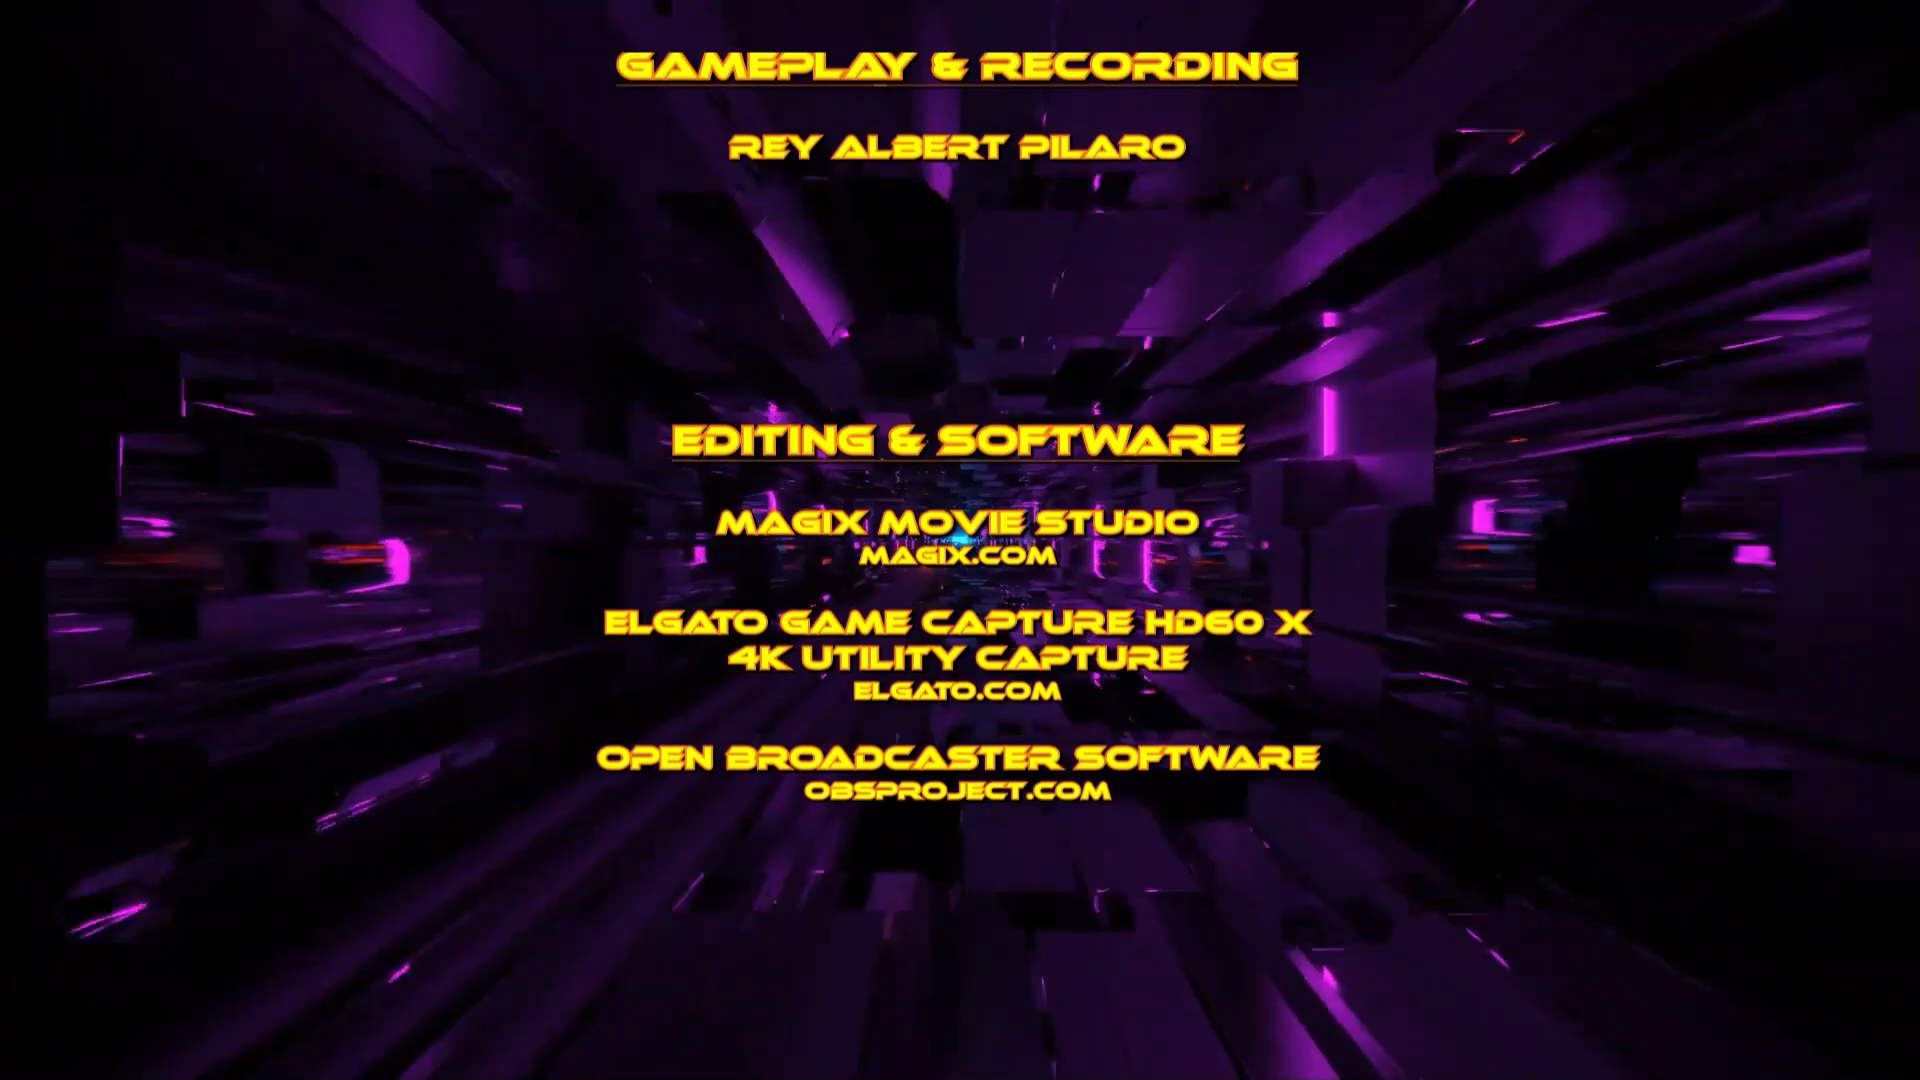 GAMEPLAY & RECORDING
REY ALBERT PILARO
EDITING & SOFTWARE
MAGIX MOVIE STUDIO
MAGIX.COM
ELGATO GAME CAPTURE HD60 X
4K UTILITY CAPTURE
ELGATO.COM
OPEN BROADCASTER SOFTWARE
OBSPROJECT.COM